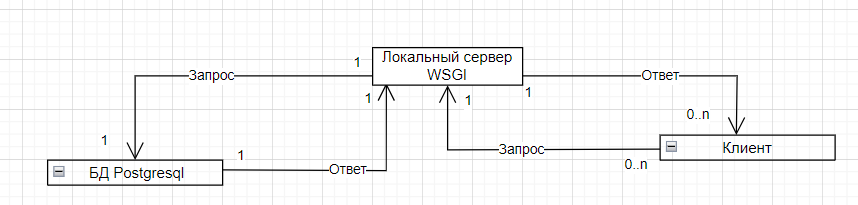 Локальный сервер
WSGI
1
Запрос
Ответ
1
1
1
0..n
1
Запрос
Клиент
1
0..n
БД Postgresql
Ответ